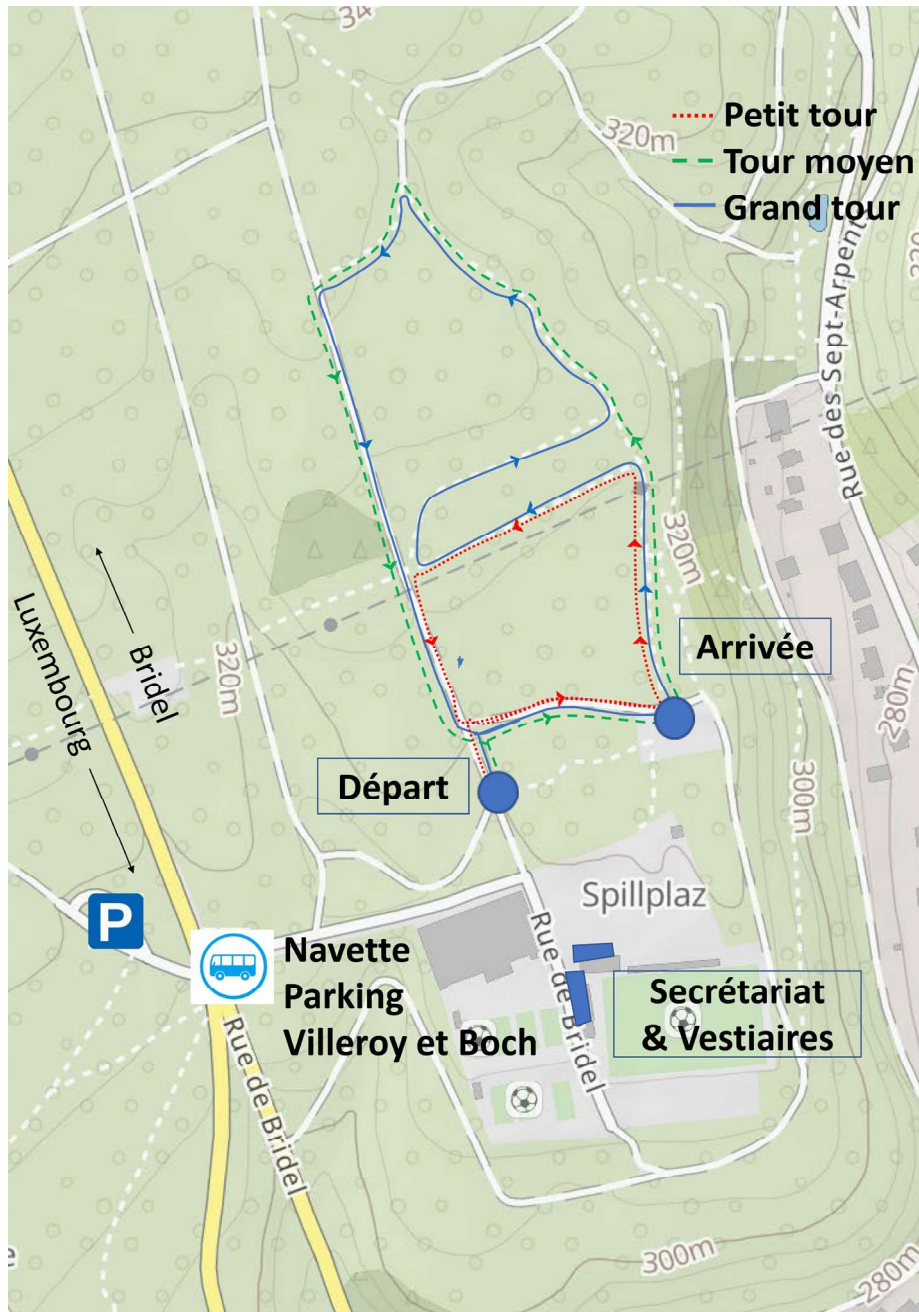 34
320m
Petit tour
Tour moyen
Grand tour
Rue des Sept-Arpents
320m
Arrivée
Luxembourg
Bridel
320m
280m
300m
Départ
Spillplaz
P
Navette
Parking
Villeroy et Boch
Rue de Bridel
Secrétariat
& Vestiaires
Rue de Bridel
300m
280m